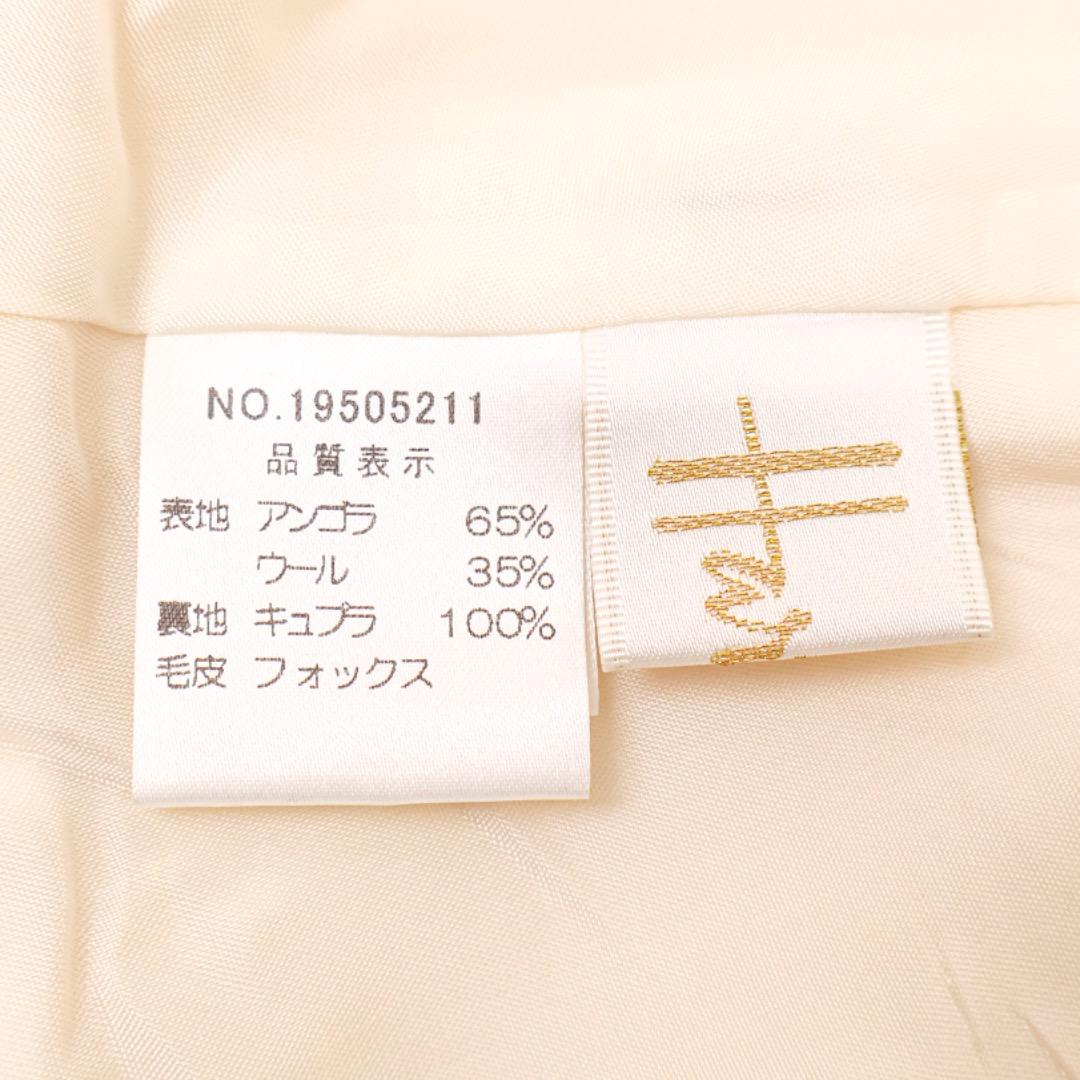 NO.19505211
品質表示
表地 アンゴラ 65%
ウール 35%
裏地 キュプラ 100%
毛皮 フォックス